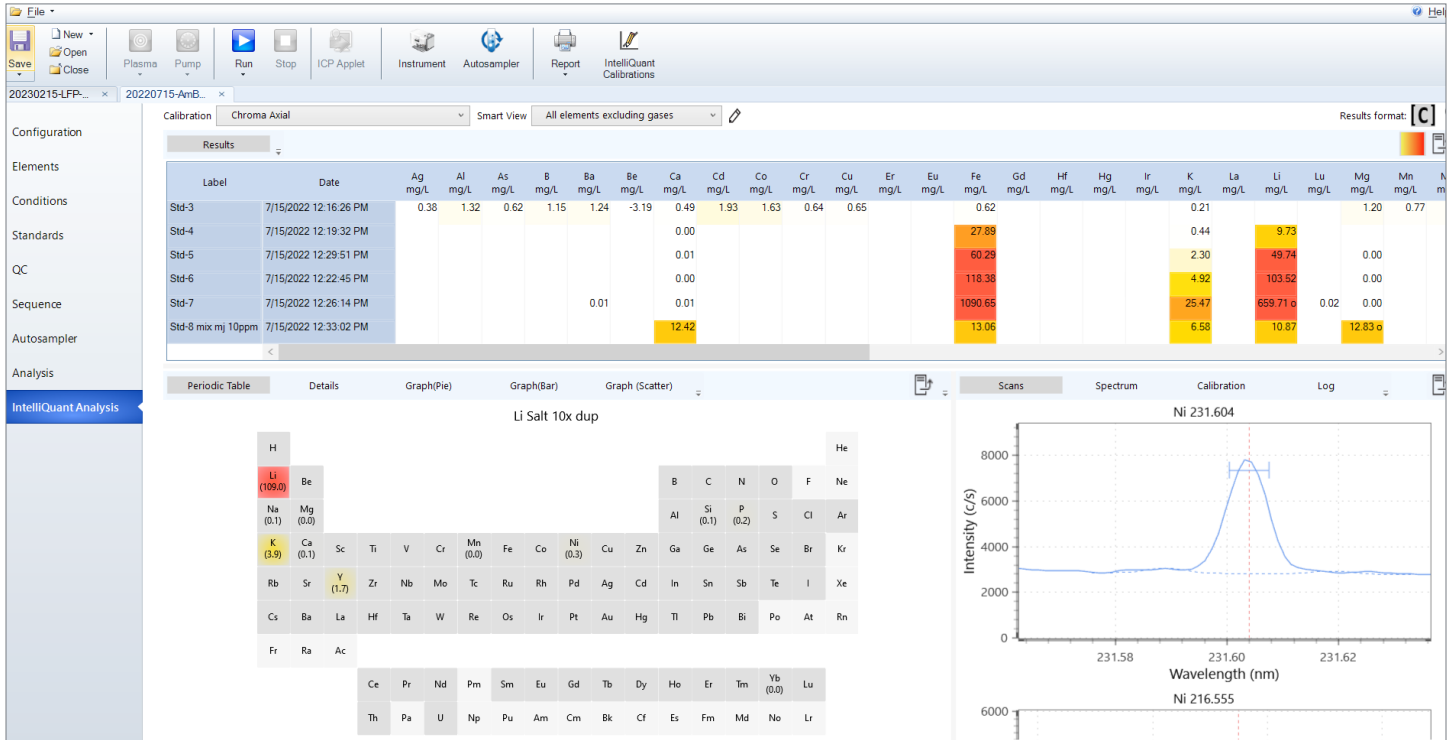 File Help
New
Open
Close
Save Plasma Pump Run Stop ICP Applet Instrument Autosampler Report IntelliQuant Calibrations
20230215-LFP-... × 20220715-AmB... ×
Calibration Chroma Axial Smart View All elements excluding gases Results format: [C]
Configuration
Elements
Conditions
Standards
QC
Sequence
Autosampler
Analysis
IntelliQuant Analysis
Results
Label Date Ag Al As B Ba Be Ca Cd Co Cr Cu Er Eu Fe Gd Hf Hg Ir K La Li Lu Mg Mn
mg/L mg/L mg/L mg/L mg/L mg/L mg/L mg/L mg/L mg/L mg/L mg/L mg/L mg/L mg/L mg/L mg/L mg/L mg/L mg/L mg/L mg/L mg/L mg/L
Std-3 7/15/2022 12:16:26 PM 0.38 1.32 0.62 1.15 1.24 -3.19 0.49 1.93 1.63 0.64 0.65 0.62 0.21 1.20 0.77
Std-4 7/15/2022 12:19:32 PM 0.00 27.89 0.44 9.73
Std-5 7/15/2022 12:29:51 PM 0.01 60.29 2.30 49.74 0.00
Std-6 7/15/2022 12:22:45 PM 0.00 118.38 4.92 103.52 0.00
Std-7 7/15/2022 12:26:14 PM 0.01 0.01 1090.65 25.47 659.71 o 0.02 0.00
Std-8 mix mj 10ppm 7/15/2022 12:33:02 PM 12.42 13.06 6.58 10.87 12.83 o
Periodic Table Details Graph(Pie) Graph(Bar) Graph (Scatter)
Li Salt 10x dup
H He
Li Be B C N O F Ne
(109.0)
Na Mg Al Si P S Cl Ar
(0.1) (0.0) (0.1) (0.2)
K Ca Sc Ti V Cr Mn Fe Co Ni Cu Zn Ga Ge As Se Br Kr
(3.9) (0.1) (0.0) (0.3)
Rb Sr Y Zr Nb Mo Tc Ru Rh Pd Ag Cd In Sn Sb Te I Xe
(1.7)
Cs Ba La Hf Ta W Re Os Ir Pt Au Hg Tl Pb Bi Po At Rn
Fr Ra Ac
Ce Pr Nd Pm Sm Eu Gd Tb Dy Ho Er Tm Yb Lu
(0.0)
Th Pa U Np Pu Am Cm Bk Cf Es Fm Md No Lr
Scans Spectrum Calibration Log
Ni 231.604
8000
6000
4000
2000
0
Intensity (c/s)
231.58 231.60 231.62
Wavelength (nm)
Ni 216.555
6000